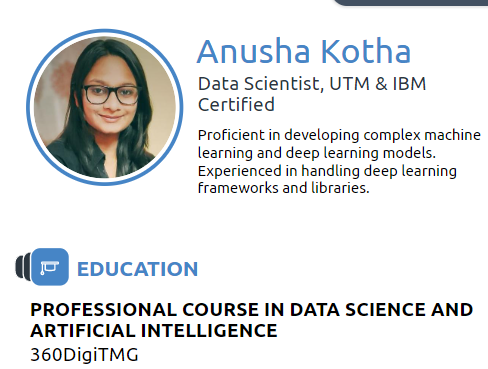 Anusha Kotha
Data Scientist, UTM & IBM
Certified
Proficient in developing complex machine
learning and deep learning models.
Experienced in handling deep learning
frameworks and libraries.
EDUCATION
PROFESSIONAL COURSE IN DATA SCIENCE AND
ARTIFICIAL INTELLIGENCE
360DigiTMG